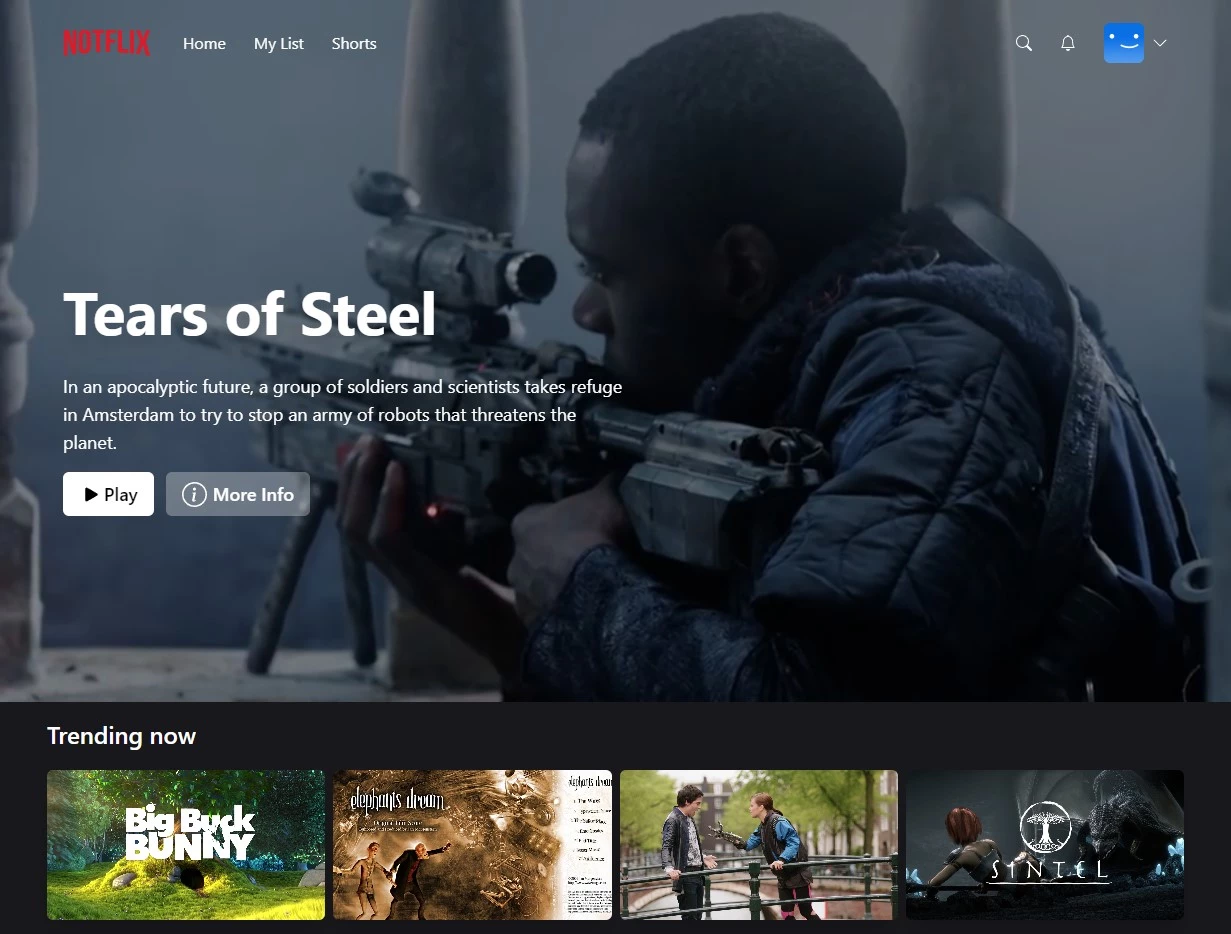 NOTFLIX
Home
My List
Shorts
Tears of Steel
In an apocalyptic future, a group of soldiers and scientists takes refuge
in Amsterdam to try to stop an army of robots that threatens the
planet.
Play
i
More Info
Trending now
Big Buck
BUNNY
elephants dream
SINTEL